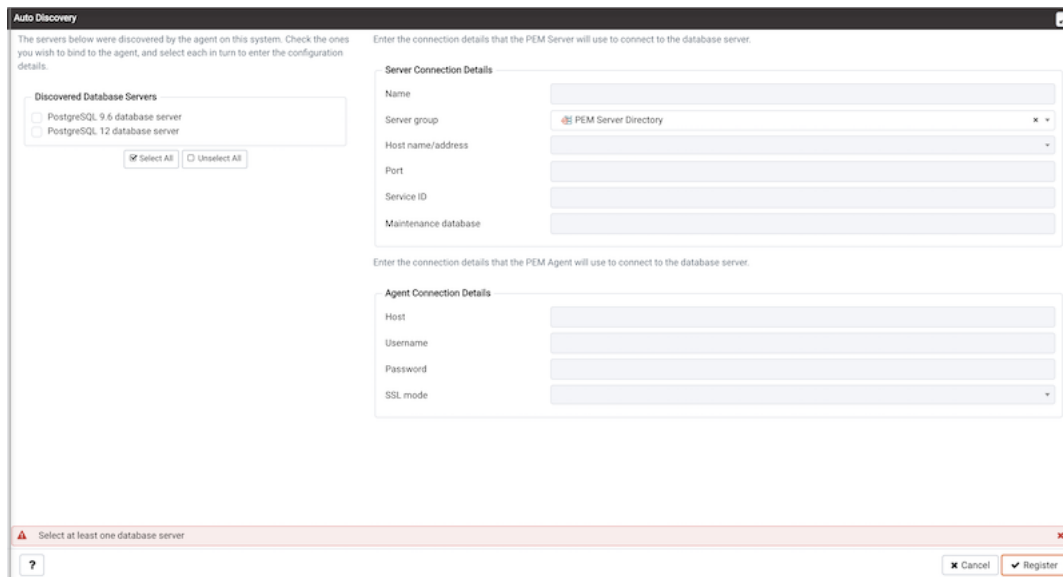 Auto Discovery
The servers below were discovered by the agent on this system. Check the ones
you wish to bind to the agent, and select each in turn to enter the configuration
details.
Discovered Database Servers
PostgreSQL 9.6 database server
PostgreSQL 12 database server
Select All
Unselect All
Enter the connection details that the PEM Server will use to connect to the database server.
Server Connection Details
Name
Server group
PEM Server Directory
Host name/address
Port
Service ID
Maintenance database
Enter the connection details that the PEM Agent will use to connect to the database server.
Agent Connection Details
Host
Username
Password
SSL mode
Select at least one database server
?
Cancel
Register